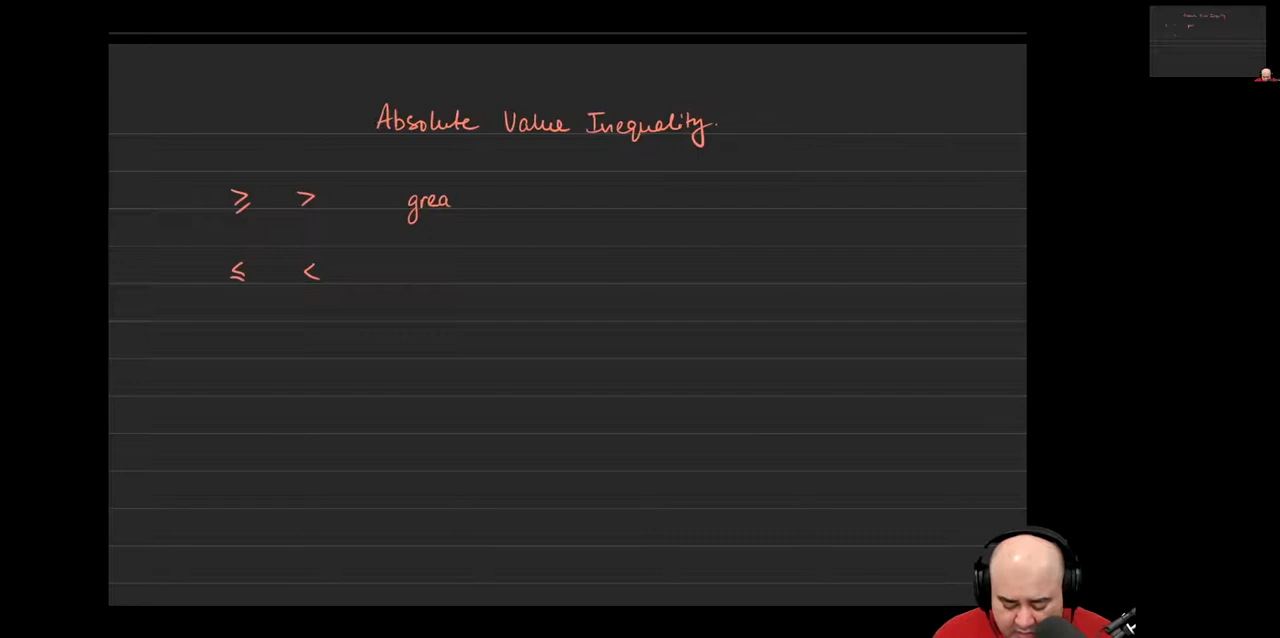 Absolute Value Inequality.
≥ > grea
≤ <